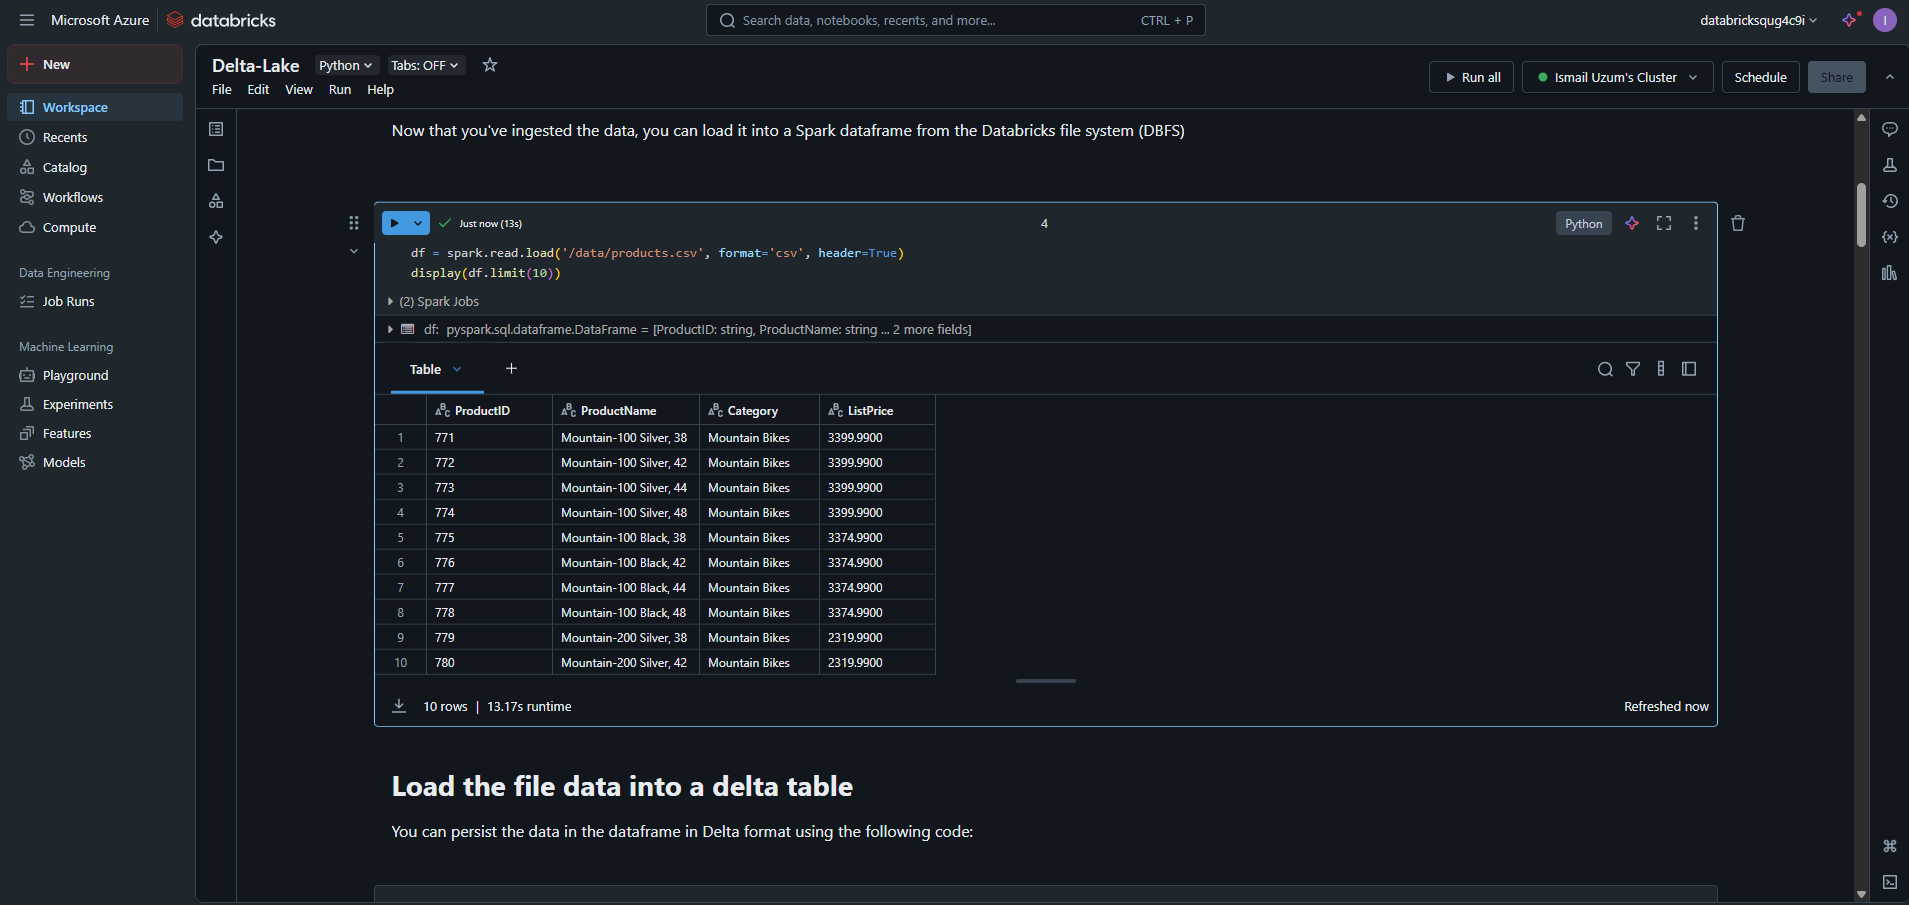 Microsoft Azure databricks
Search data, notebooks, recents, and more... CTRL + P
databricksqug4c9i
I
New
Workspace
Recents
Catalog
Workflows
Compute
Data Engineering
Job Runs
Machine Learning
Playground
Experiments
Features
Models
Delta-Lake Python Tabs: OFF
File Edit View Run Help
Run all Ismail Uzum's Cluster Schedule Share
Now that you've ingested the data, you can load it into a Spark dataframe from the Databricks file system (DBFS)
Just now (13s) 4 Python
df = spark.read.load('/data/products.csv', format='csv', header=True)
display(df.limit(10))
(2) Spark Jobs
df: pyspark.sql.dataframe.DataFrame = [ProductID: string, ProductName: string ... 2 more fields]
Table +
ABC ProductID ABC ProductName ABC Category ABC ListPrice
1 771 Mountain-100 Silver, 38 Mountain Bikes 3399.9900
2 772 Mountain-100 Silver, 42 Mountain Bikes 3399.9900
3 773 Mountain-100 Silver, 44 Mountain Bikes 3399.9900
4 774 Mountain-100 Silver, 48 Mountain Bikes 3399.9900
5 775 Mountain-100 Black, 38 Mountain Bikes 3374.9900
6 776 Mountain-100 Black, 42 Mountain Bikes 3374.9900
7 777 Mountain-100 Black, 44 Mountain Bikes 3374.9900
8 778 Mountain-100 Black, 48 Mountain Bikes 3374.9900
9 779 Mountain-200 Silver, 38 Mountain Bikes 2319.9900
10 780 Mountain-200 Silver, 42 Mountain Bikes 2319.9900
10 rows | 13.17s runtime Refreshed now
Load the file data into a delta table
You can persist the data in the dataframe in Delta format using the following code: